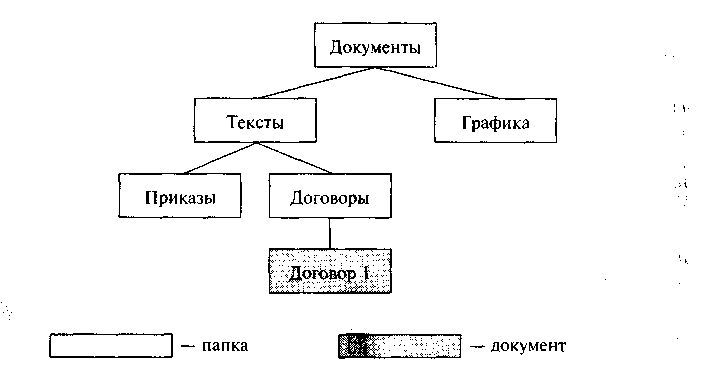 Документы
Тексты Графика
Приказы Договоры
Договор 1
— папка — документ